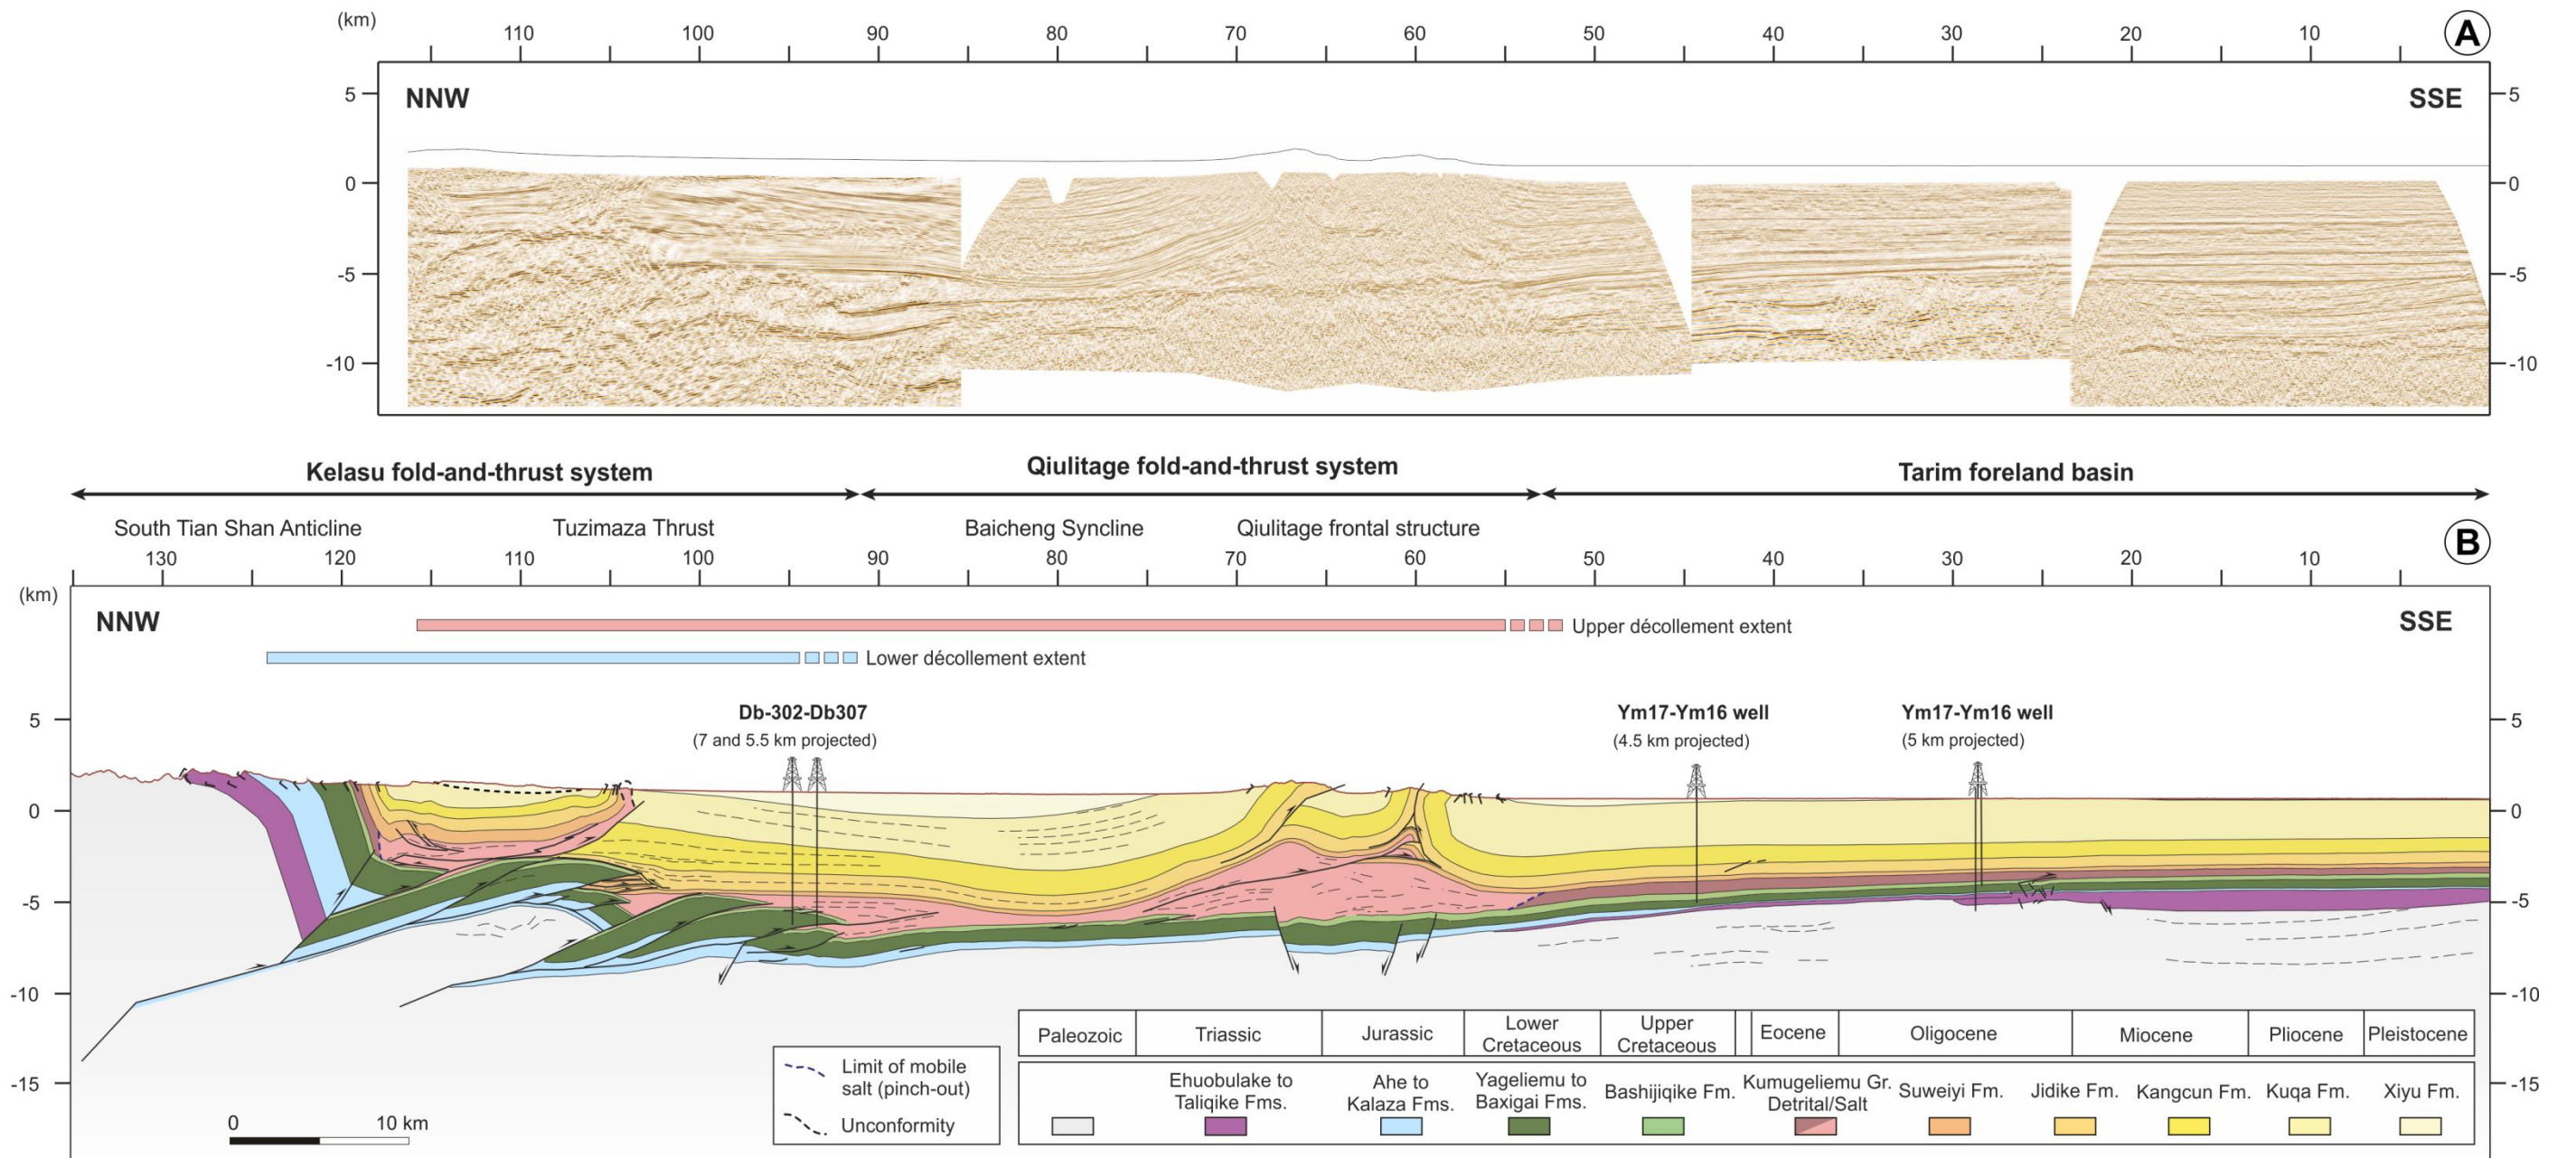 (km)
110 100 90 80 70 60 50 40 30 20 10
A
NNW
SSE
5
0
-5
-10
5
0
-5
-10
Kelasu fold-and-thrust system
Qiulitage fold-and-thrust system
Tarim foreland basin
South Tian Shan Anticline
Tuzimaza Thrust
Baicheng Syncline
Qiulitage frontal structure
B
130 120 110 100 90 80 70 60 50 40 30 20 10
(km)
NNW
SSE
Upper décollement extent
Lower décollement extent
Db-302-Db307
(7 and 5.5 km projected)
Ym17-Ym16 well
(4.5 km projected)
Ym17-Ym16 well
(5 km projected)
5
0
-5
-10
-15
5
0
-5
-10
-15
0 10 km
Limit of mobile
salt (pinch-out)
Unconformity
Paleozoic
Triassic
Jurassic
Lower
Cretaceous
Upper
Cretaceous
Eocene
Oligocene
Miocene
Pliocene
Pleistocene
Ehuobulake to
Taliqike Fms.
Ahe to
Kalaza Fms.
Yageliemu to
Baxigai Fms.
Bashijiqike Fm.
Kumugeliemu Gr.
Detrital/Salt
Suweiyi Fm.
Jidike Fm.
Kangcun Fm.
Kuqa Fm.
Xiyu Fm.